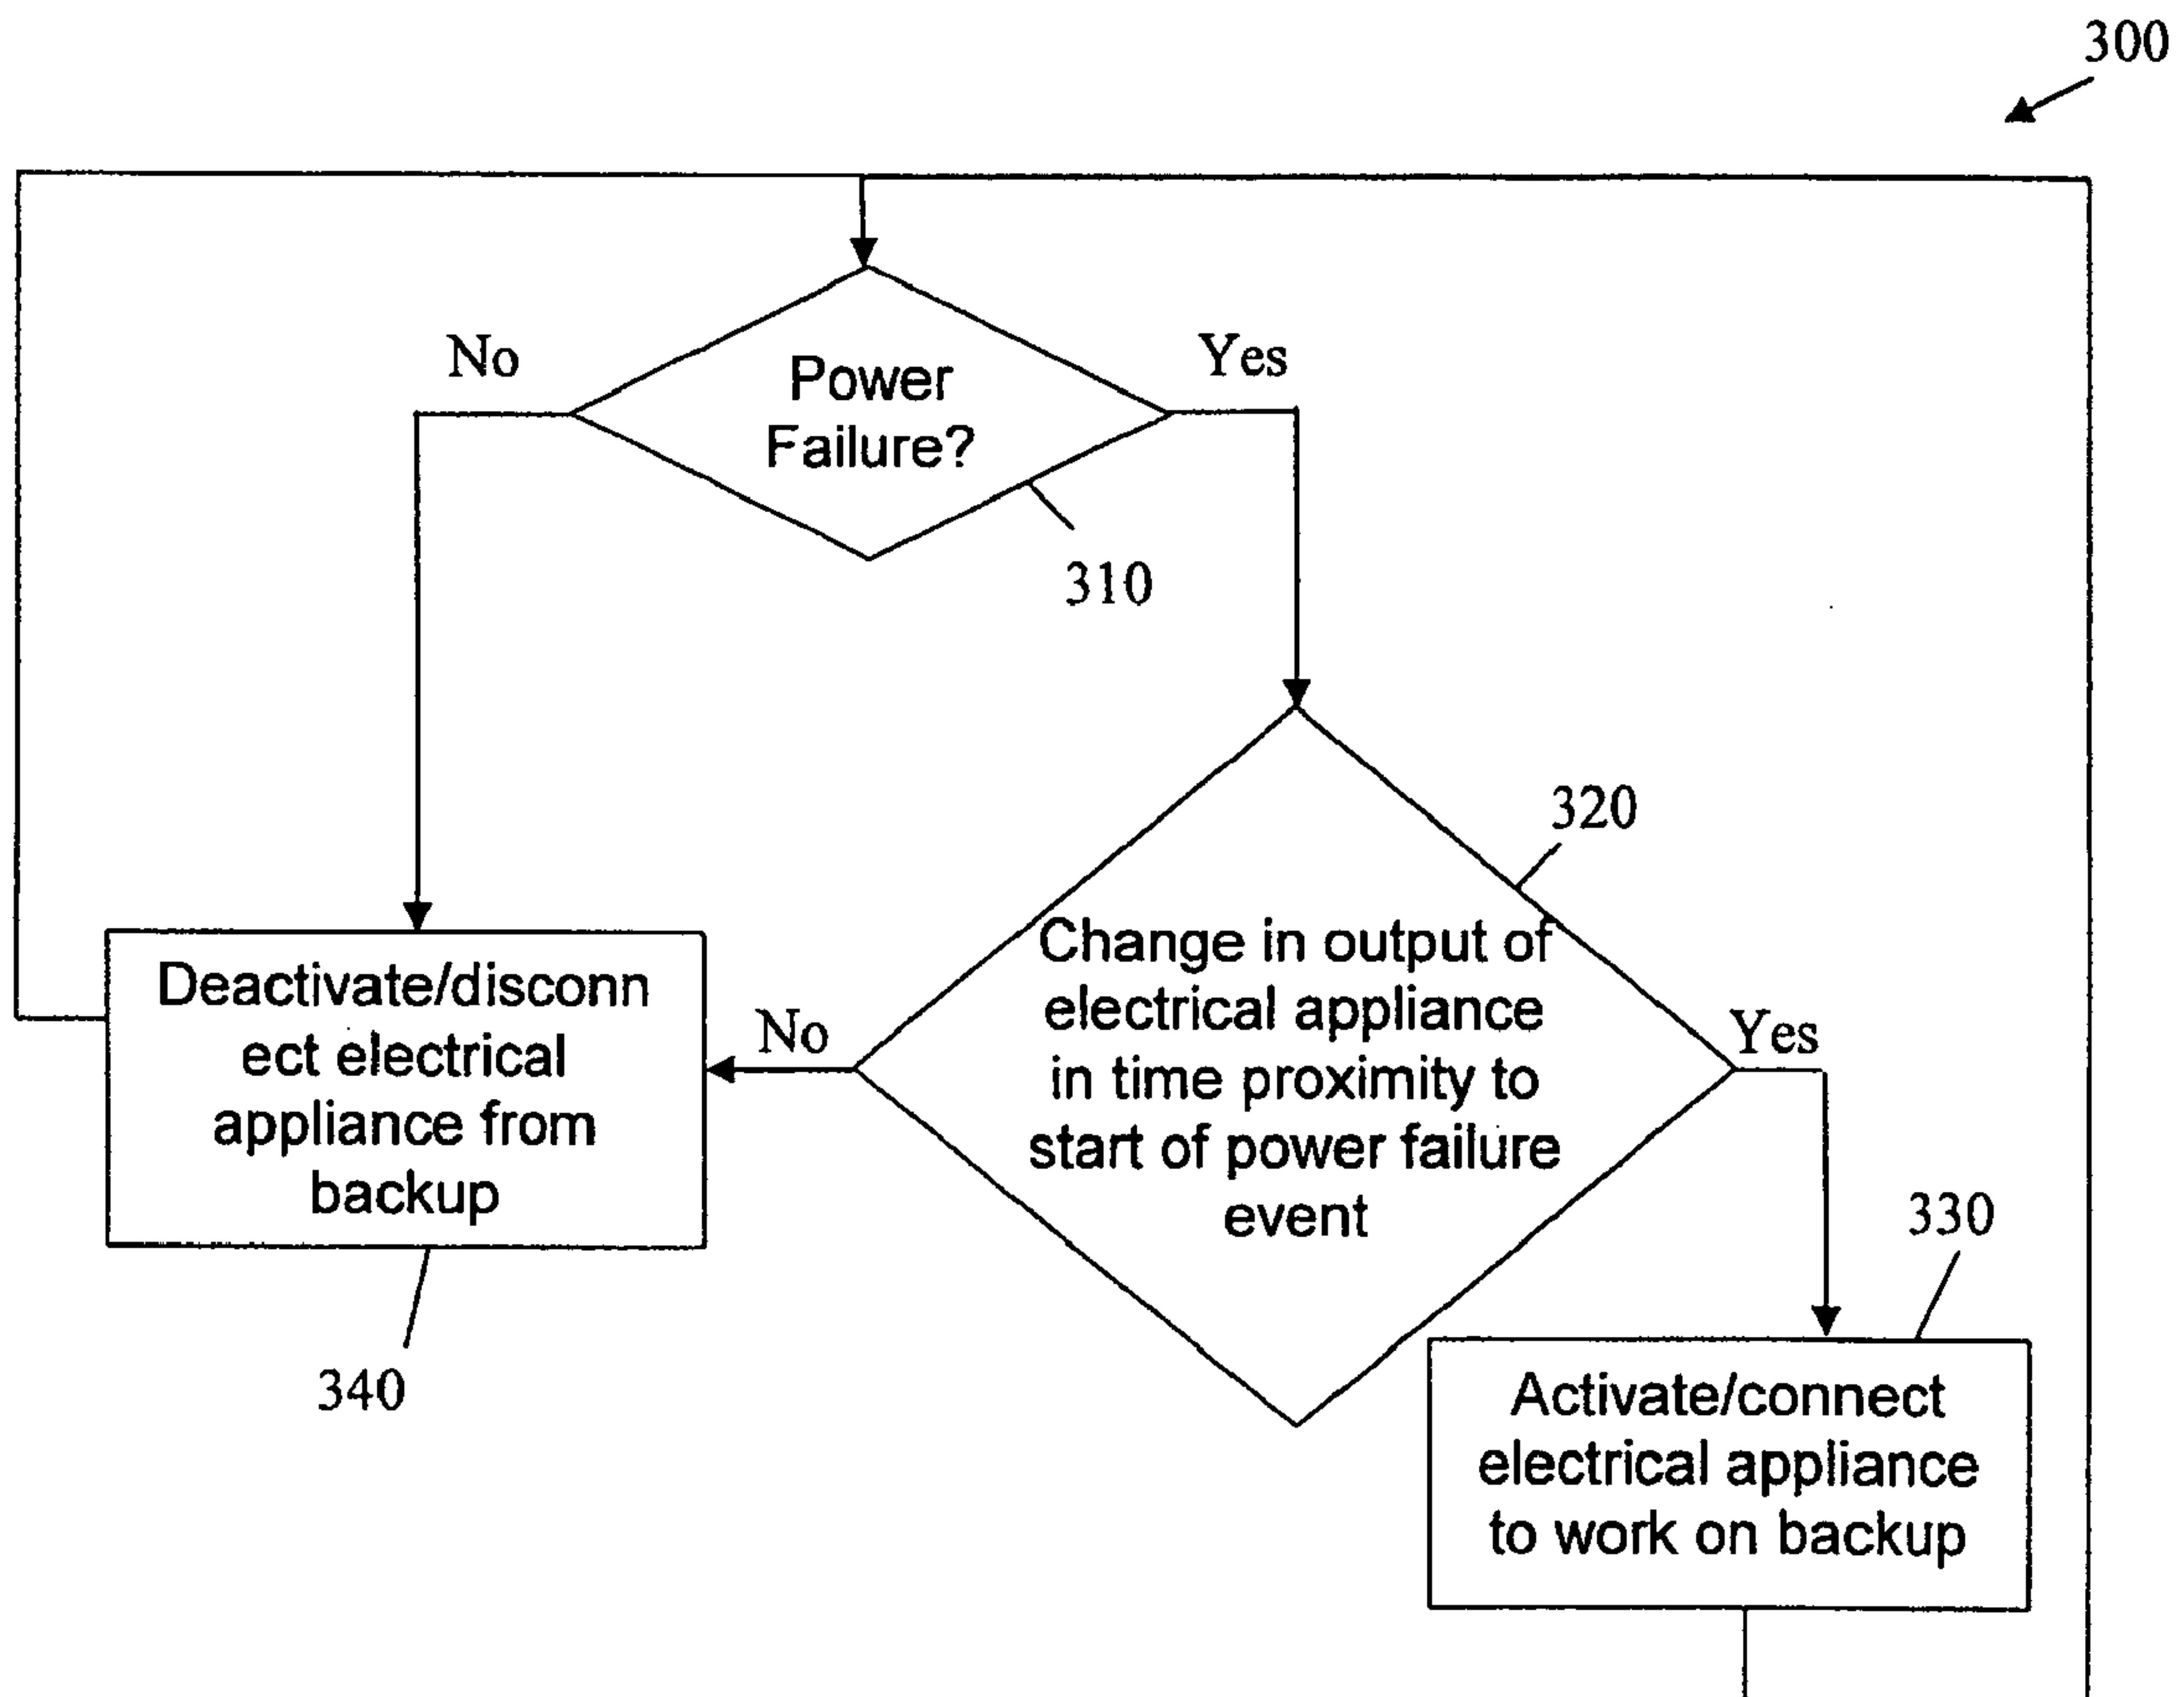 300
No
Yes
Power
Failure?
310
320
Change in output of
electrical appliance
in time proximity to
start of power failure
event
No
Yes
Deactivate/disconn
ect electrical
appliance from
backup
340
330
Activate/connect
electrical appliance
to work on backup